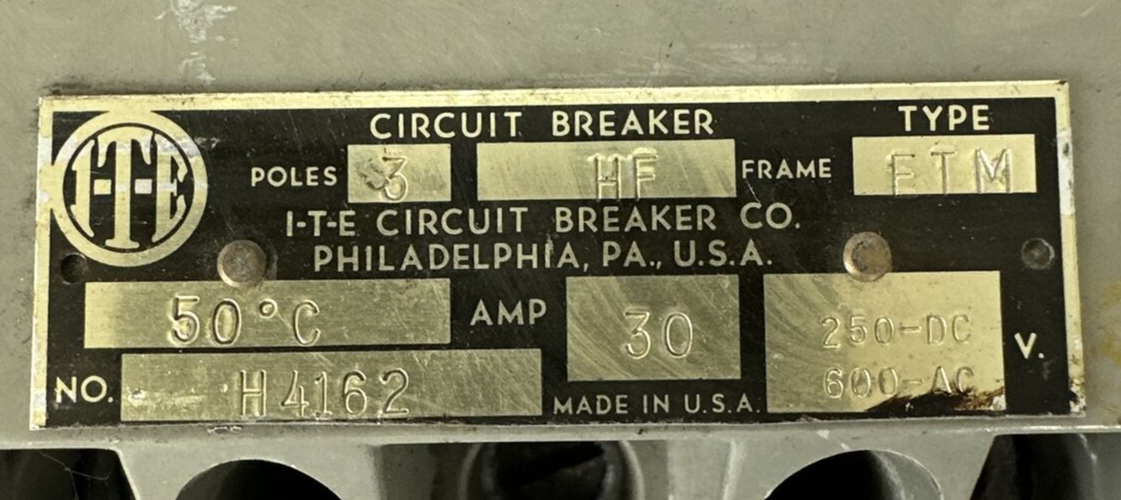 I-T-E
CIRCUIT BREAKER TYPE
POLES 3 HF FRAME ETM
I-T-E CIRCUIT BREAKER CO.
PHILADELPHIA, PA., U.S.A.
50°C AMP 30 250-DC
600-AC V.
NO. H4162 MADE IN U.S.A.